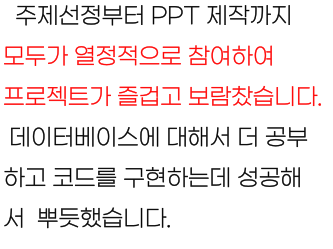 주제선정부터 PPT 제작까지
모두가 열정적으로 참여하여
프로젝트가 즐겁고 보람찼습니다.
데이터베이스에 대해서 더 공부
하고 코드를 구현하는데 성공해
서 뿌듯했습니다.